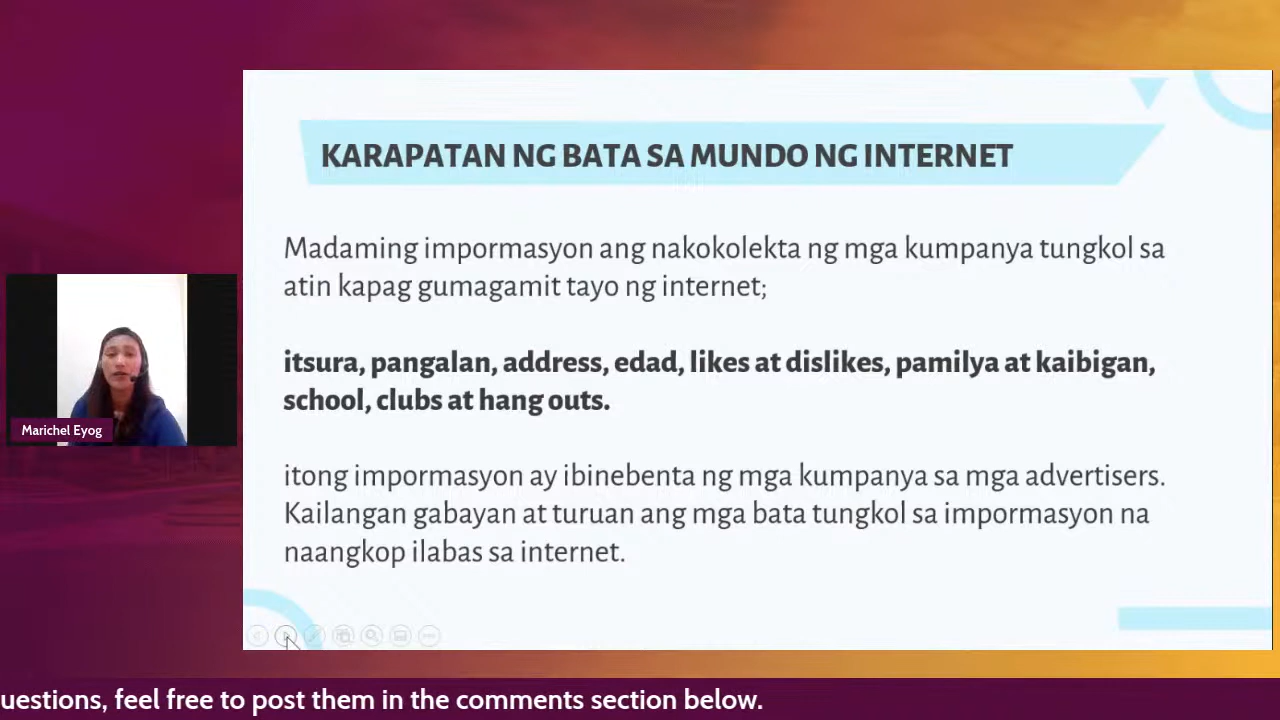 KARAPATAN NG BATA SA MUNDO NG INTERNET
Madaming impormasyon ang nakokolekta ng mga kumpanya tungkol sa
atin kapag gumagamit tayo ng internet;
itsura, pangalan, address, edad, likes at dislikes, pamilya at kaibigan,
school, clubs at hang outs.
itong impormasyon ay ibinebenta ng mga kumpanya sa mga advertisers.
Kailangan gabayan at turuan ang mga bata tungkol sa impormasyon na
naangkop ilabas sa internet.
Marichel Eyog
uestions, feel free to post them in the comments section below.